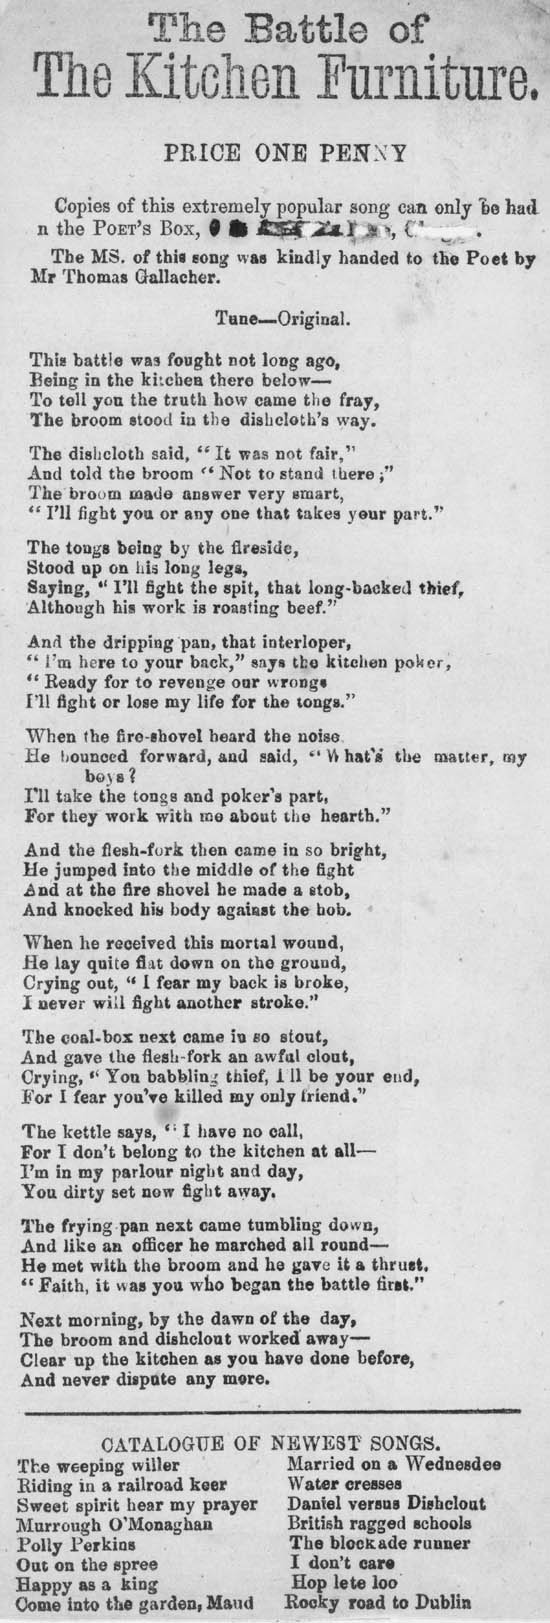 The Battle of
The Kitchen Furniture.
PRICE ONE PENNY
Copies of this extremely popular song can only be had
n the POET'S Box,
The MS. of this song was kindly handed to the Poet by
Mr Thomas Gallacher.
Tune—Original.
This battle was fought not long ago,
Being in the kitchen there below—
To tell you the truth how came the fray,
The broom stood in the dishcloth's way.
The dishcloth said, "It was not fair,"
And told the broom "Not to stand there;"
The broom made answer very smart,
"I'll fight you or any one that takes your part."
The tongs being by the fireside,
Stood up on his long legs,
Saying, "I'll fight the spit, that long-backed thief,
Although his work is roasting beef."
And the dripping pan, that interloper,
"I'm here to your back," says the kitchen poker,
"Ready for to revenge our wrongs
I'll fight or lose my life for the tongs."
When the fire-shovel heard the noise
He bounced forward, and said, "What's the matter, my
boys?
I'll take the tongs and poker's part,
For they work with me about the hearth."
And the flesh-fork then came in so bright,
He jumped into the middle of the fight
And at the fire shovel he made a stob,
And knocked his body against the hob.
When he received this mortal wound,
He lay quite flat down on the ground,
Crying out, "I fear my back is broke,
I never will fight another stroke."
The coal-box next came in so stout,
And gave the flesh-fork an awful clout,
Crying, "You babbling thief, I'll be your end,
For I fear you've killed my only friend."
The kettle says, "I have no call,
For I don't belong to the kitchen at all—
I'm in my parlour night and day,
You dirty set now fight away.
The frying pan next came tumbling down,
And like an officer he marched all round—
He met with the broom and he gave it a thrust.
"Faith, it was you who began the battle first."
Next morning, by the dawn of the day,
The broom and dishclout worked away—
Clear up the kitchen as you have done before,
And never dispute any more.
CATALOGUE OF NEWEST SONGS.
The weeping willer
Riding in a railroad keer
Sweet spirit hear my prayer
Murrough O'Monaghan
Polly Perkins
Out on the spree
Happy as a king
Come into the garden, Maud
Married on a Wednesdee
Water cresses
Daniel versus Dishclout
British ragged schools
The blockade runner
I don't care
Hop lete loo
Rocky road to Dublin